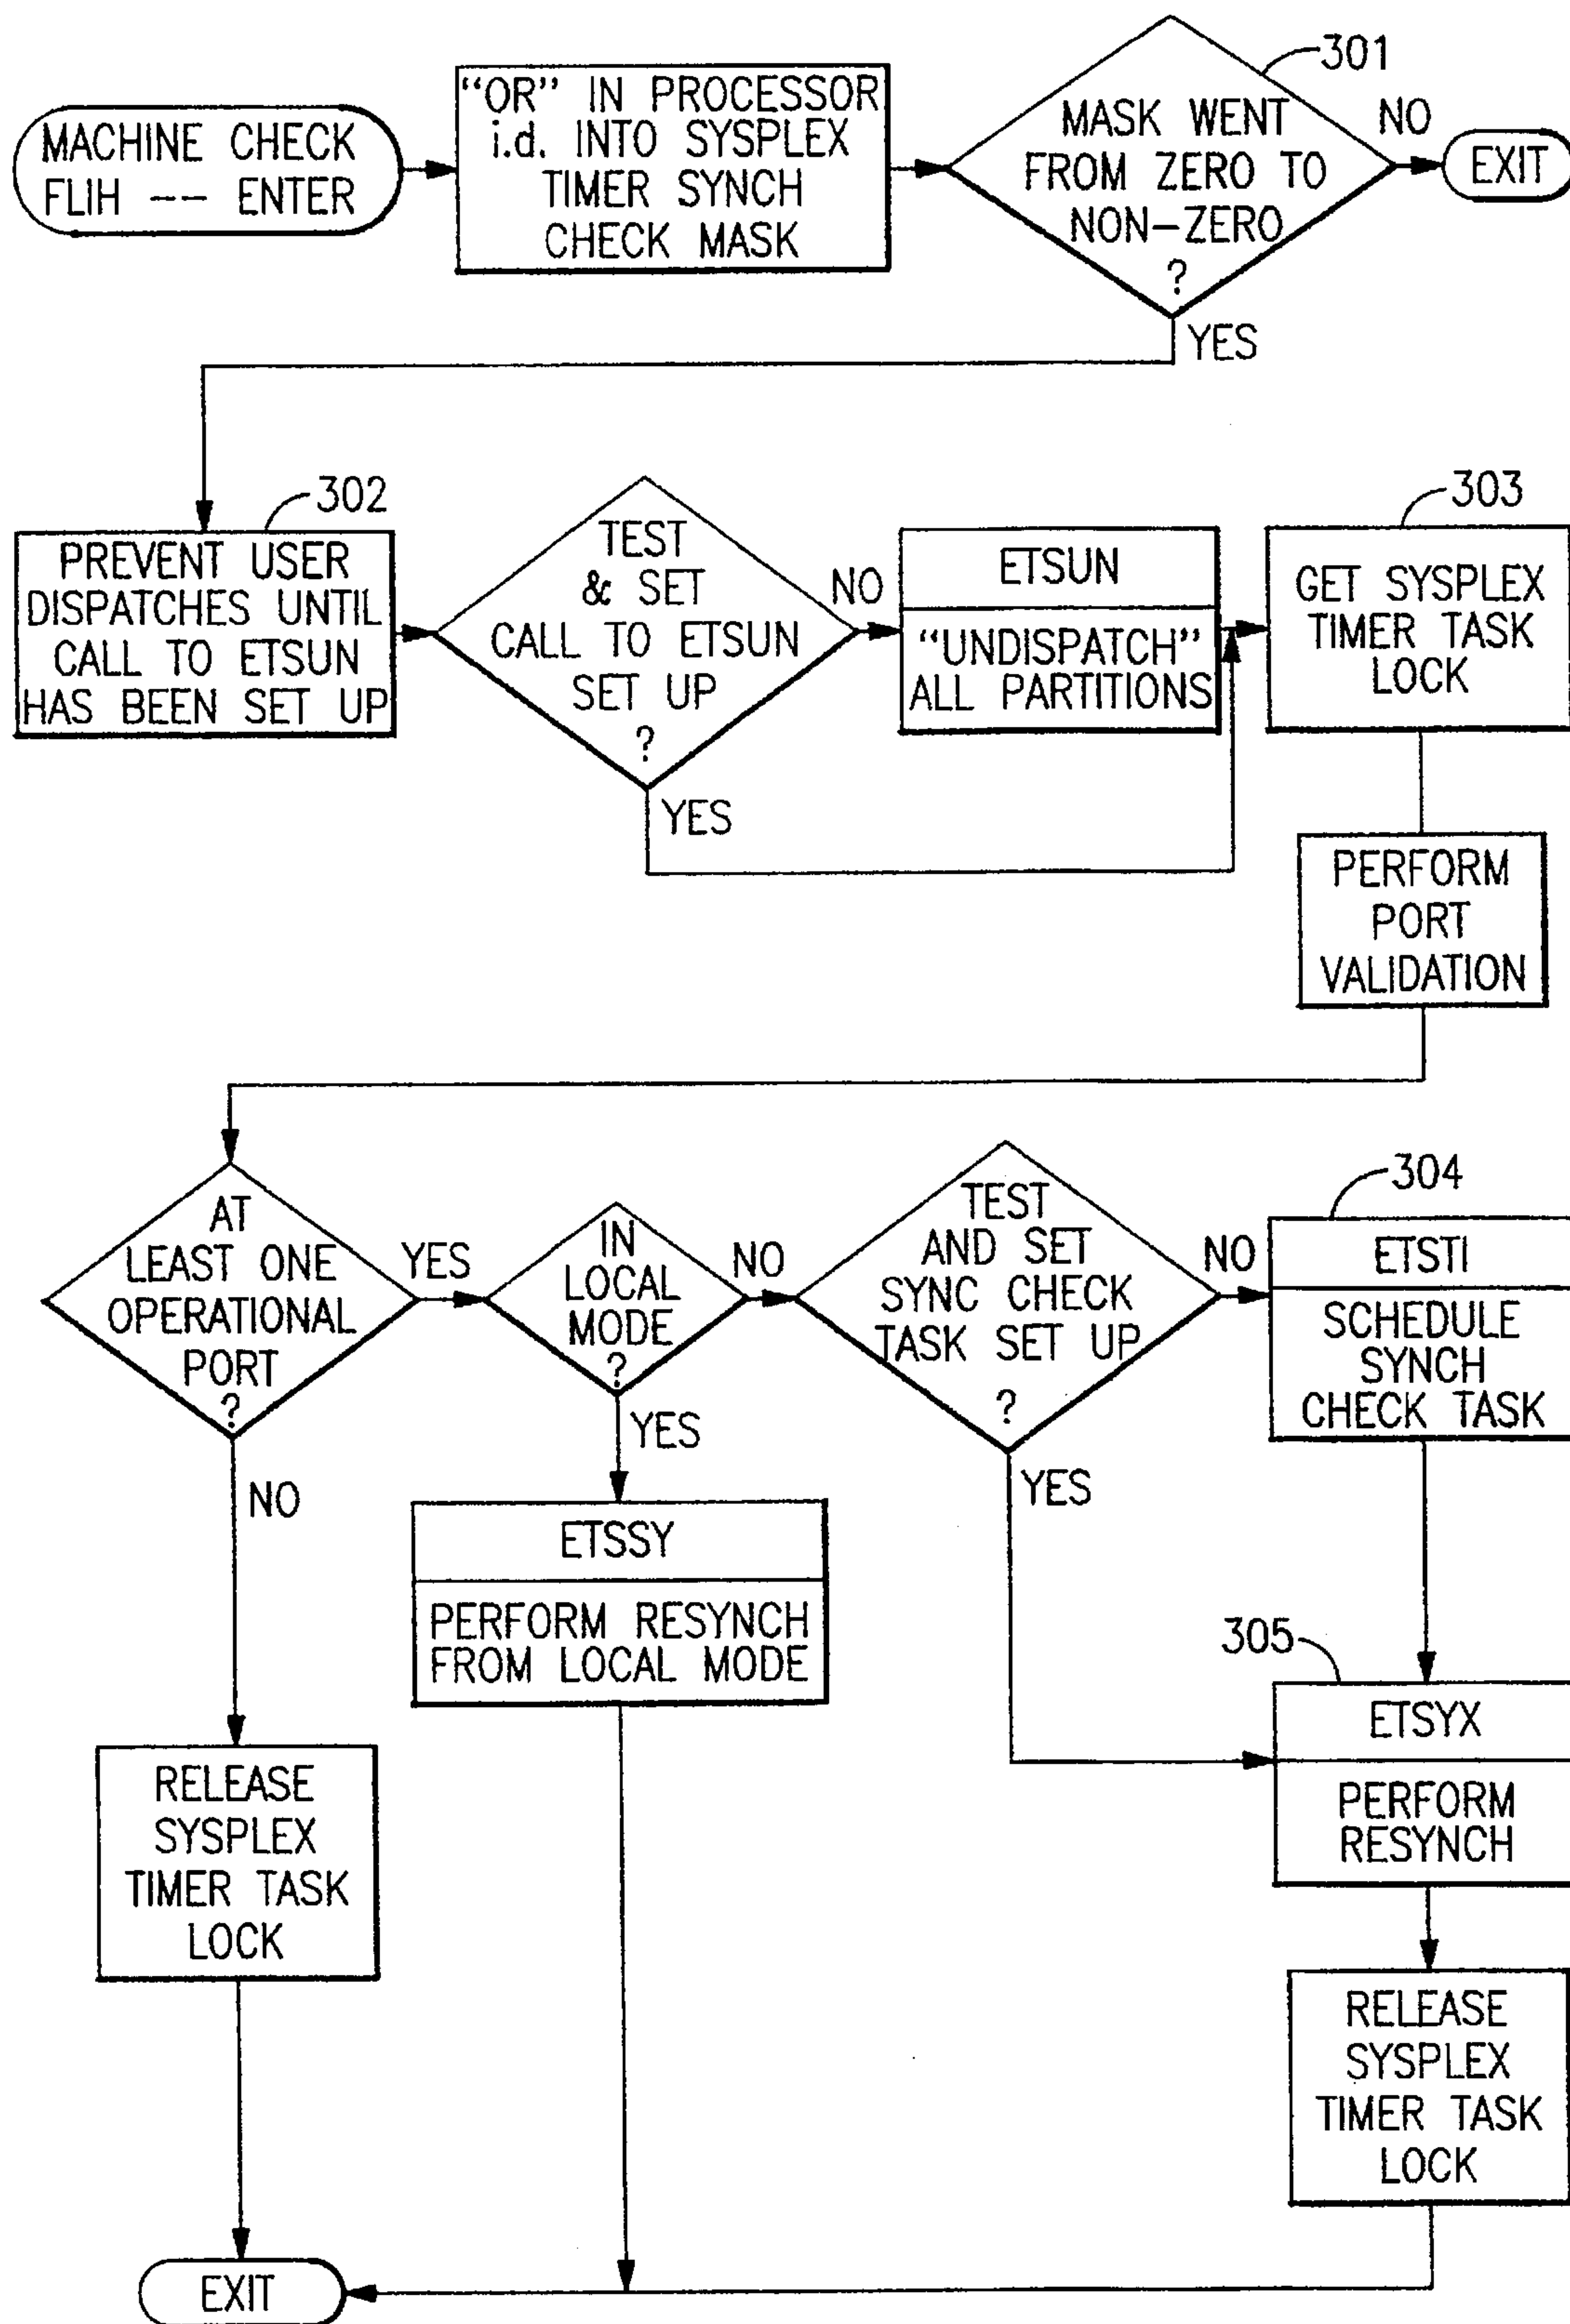 MACHINE CHECK
FLIH -- ENTER
"OR" IN PROCESSOR
i.d. INTO SYSPLEX
TIMER SYNCH
CHECK MASK
301
MASK WENT
FROM ZERO TO
NON-ZERO
?
NO
EXIT
YES
302
PREVENT USER
DISPATCHES UNTIL
CALL TO ETSUN
HAS BEEN SET UP
TEST
& SET
CALL TO ETSUN
SET UP
?
NO
YES
ETSUN
"UNDISPATCH"
ALL PARTITIONS
303
GET SYSPLEX
TIMER TASK
LOCK
PERFORM
PORT
VALIDATION
AT
LEAST ONE
OPERATIONAL
PORT
?
YES
NO
IN
LOCAL
MODE
?
NO
YES
TEST
AND SET
SYNC CHECK
TASK SET UP
?
NO
YES
304
ETSTI
SCHEDULE
SYNCH
CHECK TASK
ETSSY
PERFORM RESYNCH
FROM LOCAL MODE
305
ETSYX
PERFORM
RESYNCH
RELEASE
SYSPLEX
TIMER TASK
LOCK
RELEASE
SYSPLEX
TIMER TASK
LOCK
EXIT